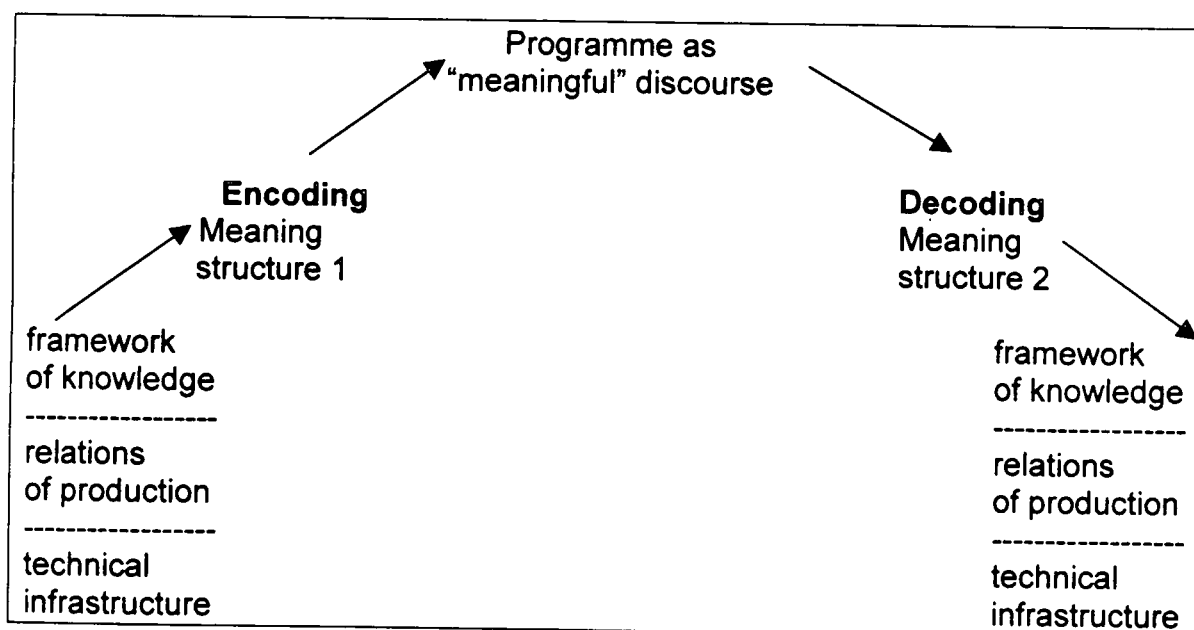 Programme as
“meaningful” discourse
Encoding
Meaning
structure 1
Decoding
Meaning
structure 2
framework
of knowledge
-------------------
relations
of production
-------------------
technical
infrastructure
framework
of knowledge
-------------------
relations
of production
-------------------
technical
infrastructure